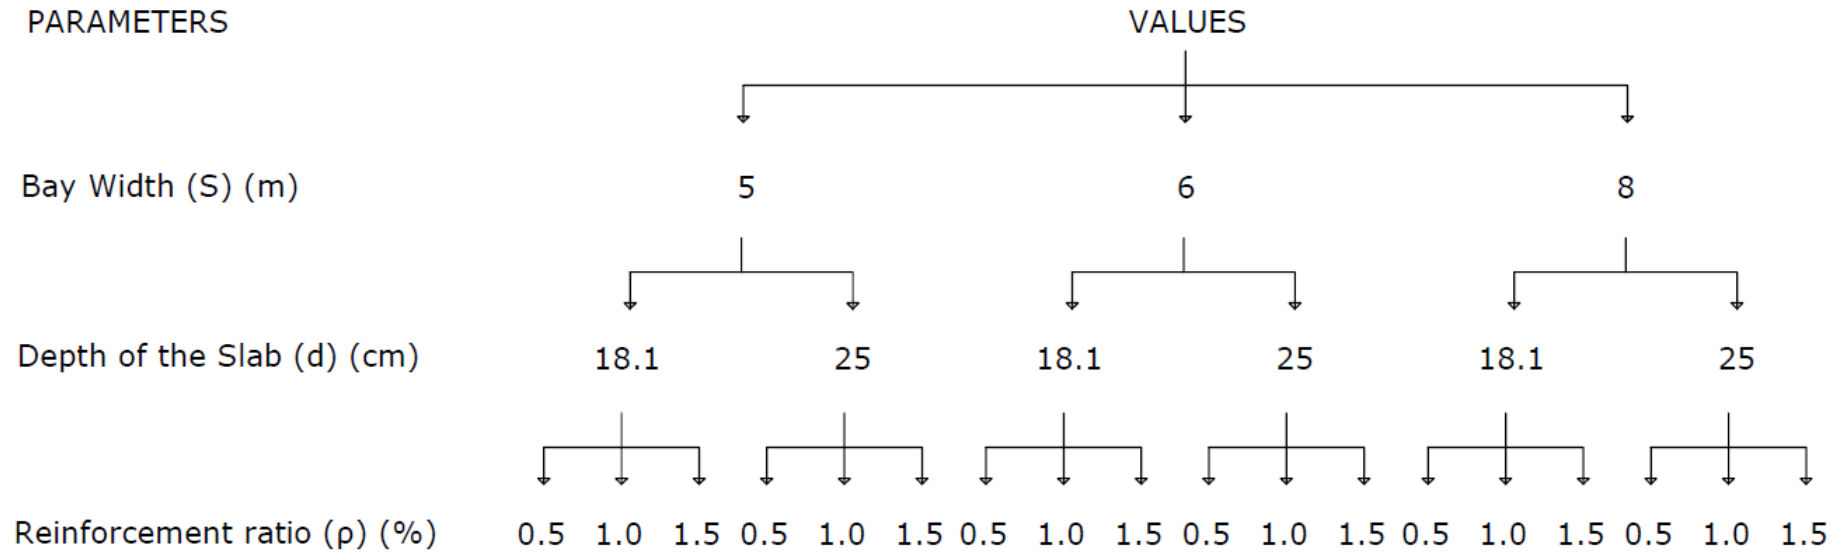 PARAMETERS VALUES
Bay Width (S) (m) 5 6 8
Depth of the Slab (d) (cm) 18.1 25 18.1 25 18.1 25
Reinforcement ratio (ρ) (%) 0.5 1.0 1.5 0.5 1.0 1.5 0.5 1.0 1.5 0.5 1.0 1.5 0.5 1.0 1.5 0.5 1.0 1.5